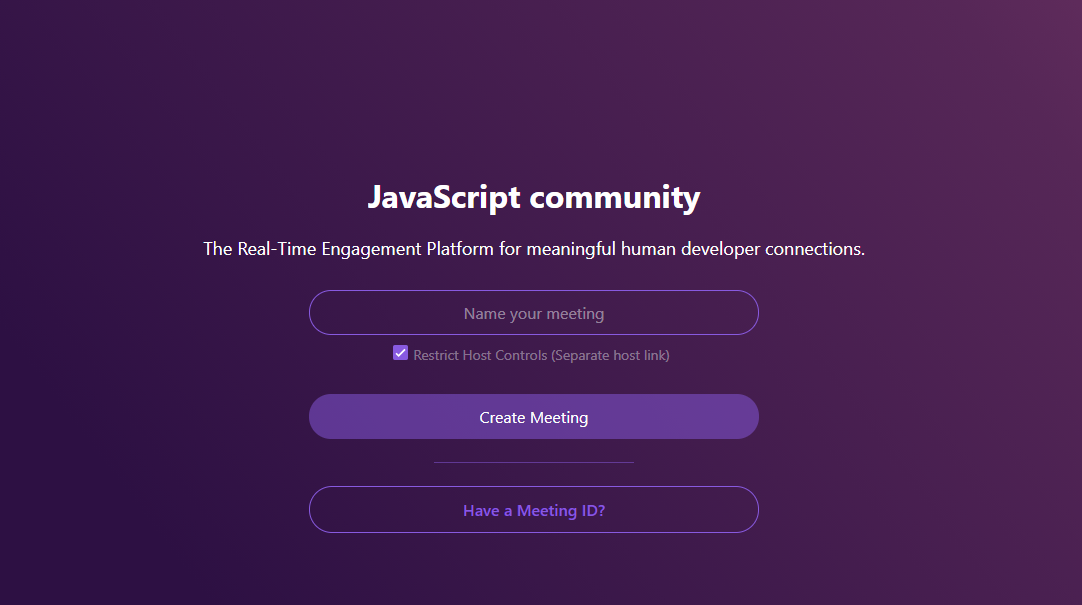 JavaScript community
The Real-Time Engagement Platform for meaningful human developer connections.
Name your meeting
Restrict Host Controls (Separate host link)
Create Meeting
Have a Meeting ID?